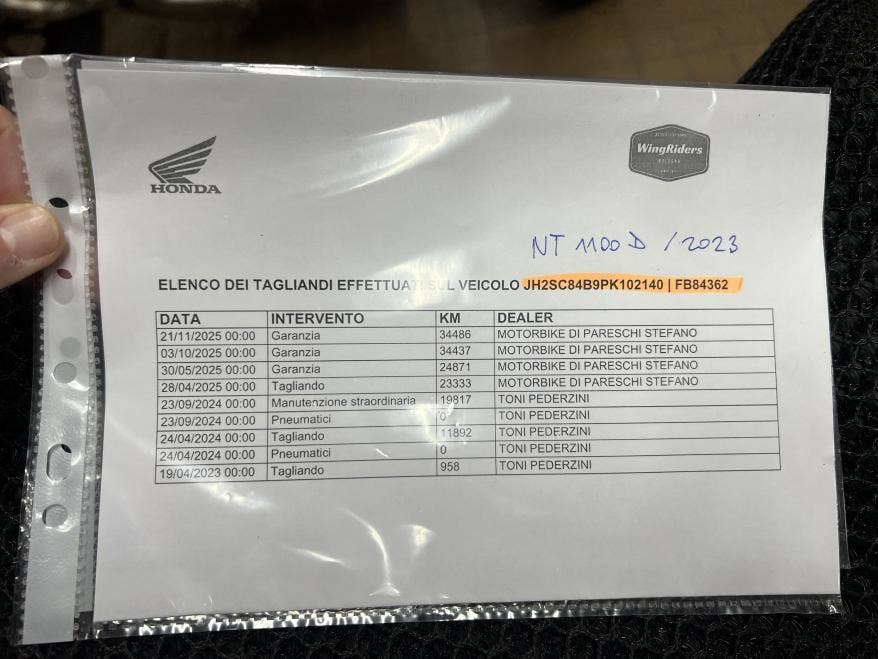 HONDA
WingRiders
BOLOGNA
NT 1100 D / 2023
ELENCO DEI TAGLIANDI EFFETTUATI SUL VEICOLO JH2SC84B9PK102140 | FB84362
DATA INTERVENTO KM DEALER
21/11/2025 00:00 Garanzia 34486 MOTORBIKE DI PARESCHI STEFANO
03/10/2025 00:00 Garanzia 34437 MOTORBIKE DI PARESCHI STEFANO
30/05/2025 00:00 Garanzia 24871 MOTORBIKE DI PARESCHI STEFANO
28/04/2025 00:00 Tagliando 23333 MOTORBIKE DI PARESCHI STEFANO
23/09/2024 00:00 Manutenzione straordinaria 19817 TONI PEDERZINI
23/09/2024 00:00 Pneumatici 0 TONI PEDERZINI
24/04/2024 00:00 Tagliando 11892 TONI PEDERZINI
24/04/2024 00:00 Pneumatici 0 TONI PEDERZINI
19/04/2023 00:00 Tagliando 958 TONI PEDERZINI